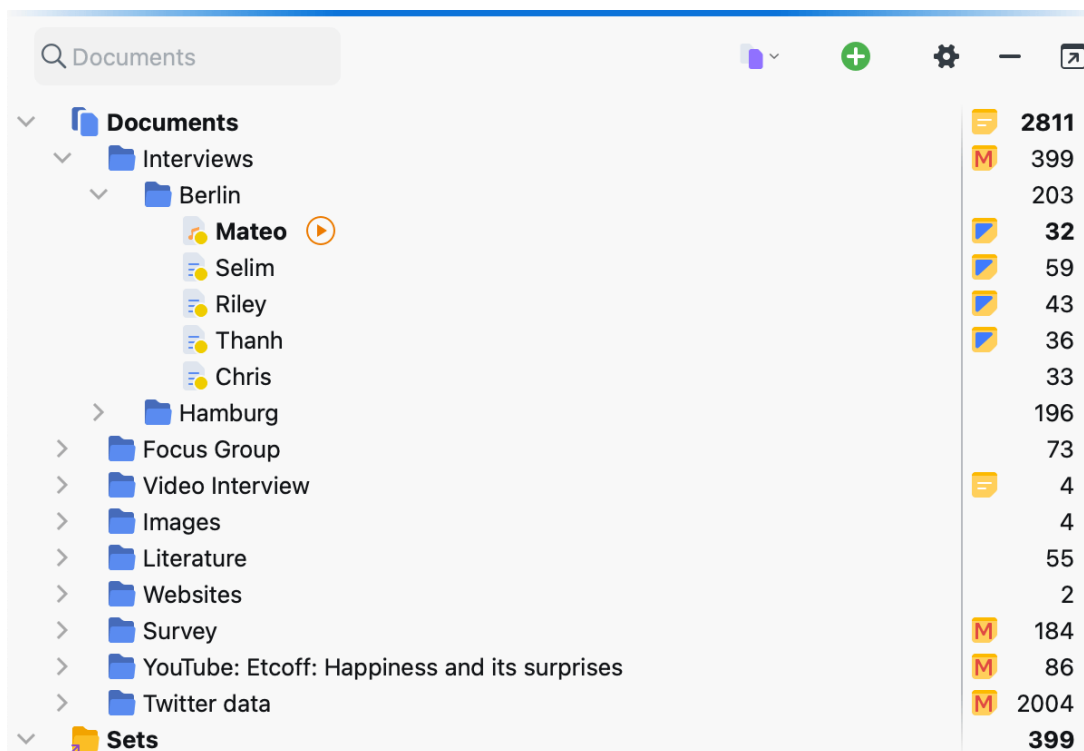 Documents
Documents 2811
Interviews M 399
Berlin 203
Mateo 32
Selim 59
Riley 43
Thanh 36
Chris 33
Hamburg 196
Focus Group 73
Video Interview 4
Images 4
Literature 55
Websites 2
Survey M 184
YouTube: Etcoff: Happiness and its surprises M 86
Twitter data M 2004
Sets 399